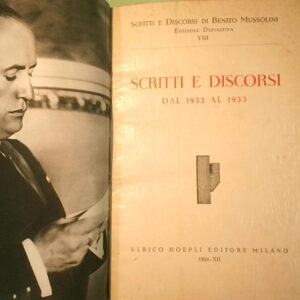 SCRITTI E DISCORSI DI BENITO MUSSOLINI
EDIZIONE DEFINITIVA
VIII
SCRITTI E DISCORSI
DAL 1932 AL 1933
ULRICO HOEPLI EDITORE MILANO
1934-XII